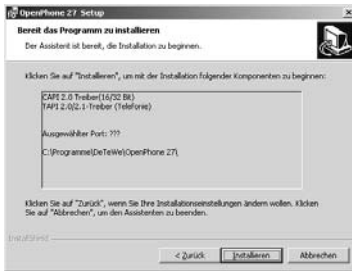 OpenPhone 27 Setup
Bereit das Programm zu installieren
Der Assistent ist bereit, die Installation zu beginnen.
Klicken Sie auf "Installieren", um mit der Installation folgender Komponenten zu beginnen:
CAPI 2.0 Treiber(16/32 Bit)
TAPI 2.0/2.1-Treiber (Telefonie)
Ausgewählter Port: ???
C:\Programme\DeTeWe\OpenPhone 27\
Klicken Sie auf "Zurück", wenn Sie Ihre Installationseinstellungen ändern wollen. Klicken
Sie auf "Abbrechen", um den Assistenten zu beenden.
InstallShield
< Zurück Installieren Abbrechen